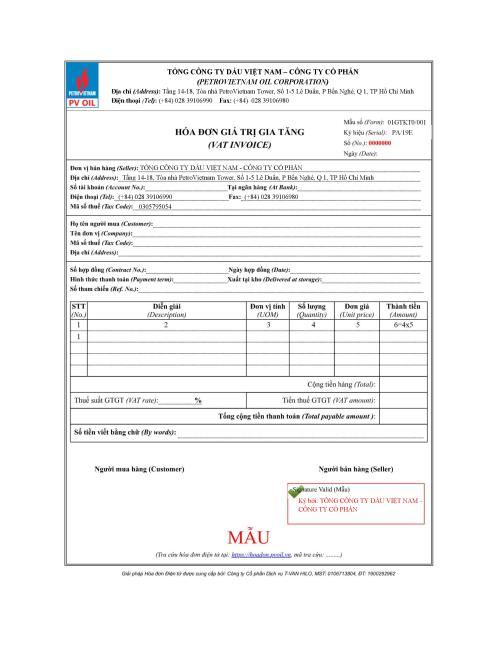 PETROVIETNAM
PV OIL
TỔNG CÔNG TY DẦU VIỆT NAM – CÔNG TY CỔ PHẦN
(PETROVIETNAM OIL CORPORATION)
Địa chỉ (Address): Tầng 14-18, Tòa nhà PetroVietnam Tower, Số 1-5 Lê Duẩn, P Bến Nghé, Q 1, TP Hồ Chí Minh
Điện thoại (Tel): (+84) 028 39106990 Fax: (+84) 028 39106980
HÓA ĐƠN GIÁ TRỊ GIA TĂNG
(VAT INVOICE)
Mẫu số (Form): 01GTKT0/001
Ký hiệu (Serial): PA/19E
Số (No.): 0000000
Ngày (Date):
Đơn vị bán hàng (Seller): TỔNG CÔNG TY DẦU VIỆT NAM - CÔNG TY CỔ PHẦN
Địa chỉ (Address): Tầng 14-18, Tòa nhà PetroVietnam Tower, Số 1-5 Lê Duẩn, P Bến Nghé, Q 1, TP Hồ Chí Minh
Số tài khoản (Account No.): Tại ngân hàng (At Bank):
Điện thoại (Tel): (+84) 028 39106990 Fax: (+84) 028 39106980
Mã số thuế (Tax Code): 0305795054
Họ tên người mua (Customer):
Tên đơn vị (Company):
Mã số thuế (Tax Code):
Địa chỉ (Address):
Số hợp đồng (Contract No.): Ngày hợp đồng (Date):
Hình thức thanh toán (Payment term): Xuất tại kho (Delivered at storage):
Số tham chiếu (Ref. No.):
STT Diễn giải Đơn vị tính Số lượng Đơn giá Thành tiền
(No.) (Description) (UOM) (Quantity) (Unit price) (Amount)
1 2 3 4 5 6=4x5
1
Cộng tiền hàng (Total):
Thuế suất GTGT (VAT rate): % Tiền thuế GTGT (VAT amount):
Tổng cộng tiền thanh toán (Total payable amount ):
Số tiền viết bằng chữ (By words):
Người mua hàng (Customer) Người bán hàng (Seller)
Signature Valid (Mẫu)
Ký bởi: TỔNG CÔNG TY DẦU VIỆT NAM –
CÔNG TY CỔ PHẦN
MẪU
(Tra cứu hóa đơn điện tử tại: https://hoadon.pvoil.vn, mã tra cứu: .........)
Giải pháp Hóa đơn Điện tử được cung cấp bởi: Công ty Cổ phần Dịch vụ T-VAN HILO, MST: 0106713804, ĐT: 1900292962